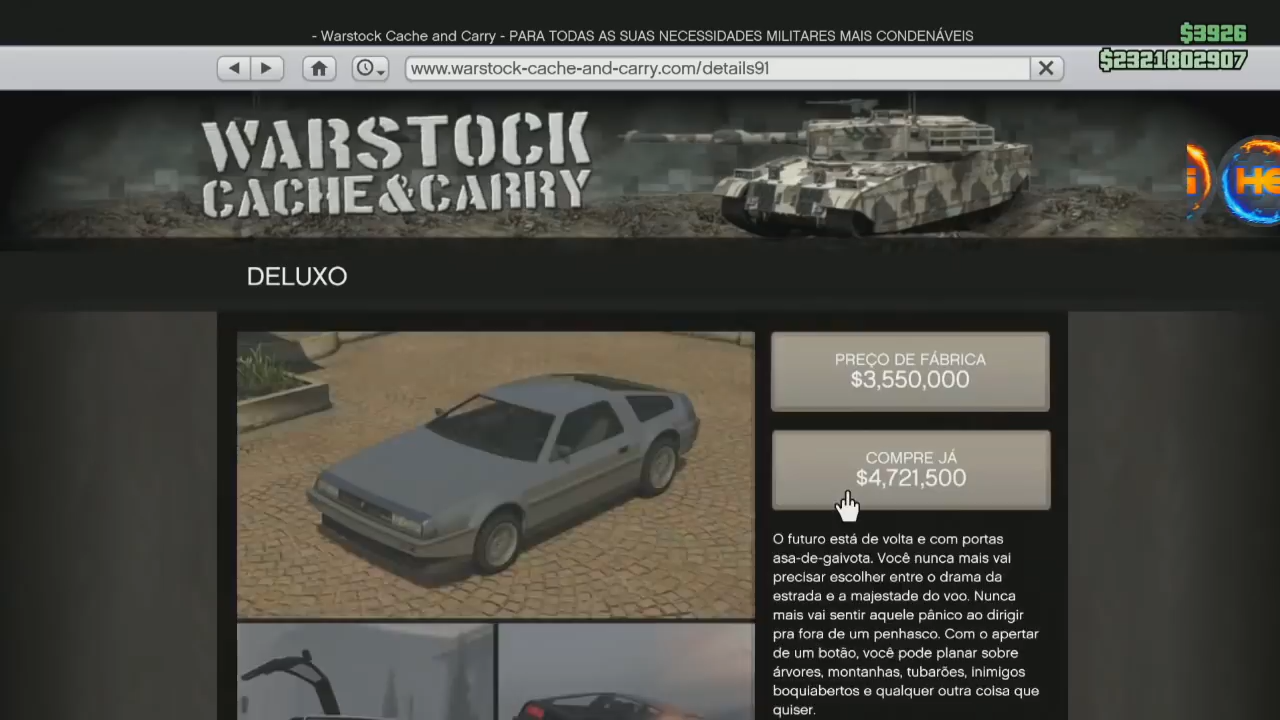 - Warstock Cache and Carry - PARA TODAS AS SUAS NECESSIDADES MILITARES MAIS CONDENÁVEIS
$3926
$2321802907
www.warstock-cache-and-carry.com/details91
WARSTOCK
CACHE&CARRY
DELUXO
PREÇO DE FÁBRICA
$3,550,000
COMPRE JÁ
$4,721,500
O futuro está de volta e com portas
asa-de-gaivota. Você nunca mais vai
precisar escolher entre o drama da
estrada e a majestade do voo. Nunca
mais vai sentir aquele pânico ao dirigir
pra fora de um penhasco. Com o apertar
de um botão, você pode planar sobre
árvores, montanhas, tubarões, inimigos
boquiabertos e qualquer outra coisa que
quiser.